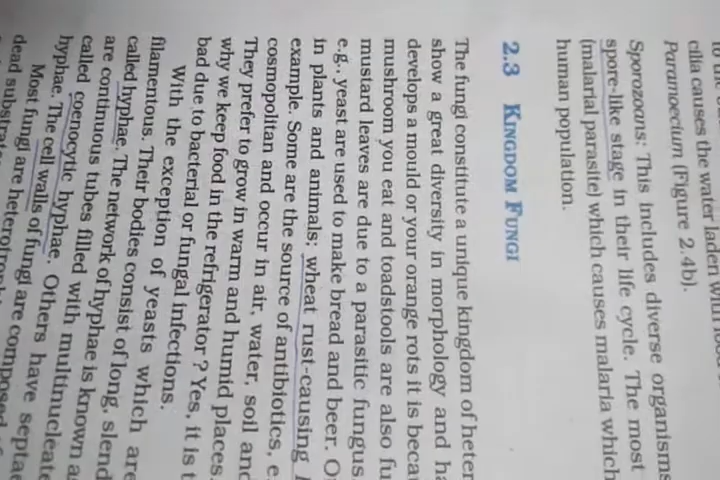 cilia causes the water laden with
Paramoecium (Figure 2.4b).
Sporozoans: This includes diverse organisms
spore-like stage in their life cycle. The most
(malarial parasite) which causes malaria which
human population.
2.3 KINGDOM FUNGI
The fungi constitute a unique kingdom of heter
show a great diversity in morphology and ha
develops a mould or your orange rots it is becau
mushroom you eat and toadstools are also fu
mustard leaves are due to a parasitic fungus.
e.g., yeast are used to make bread and beer. O
in plants and animals; wheat rust-causing
example. Some are the source of antibiotics, e.
cosmopolitan and occur in air, water, soil and
They prefer to grow in warm and humid places.
why we keep food in the refrigerator ? Yes, it is t
bad due to bacterial or fungal infections.
With the exception of yeasts which are
filamentous. Their bodies consist of long, slend
called hyphae. The network of hyphae is known as
are continuous tubes filled with multinucleate
called coenocytic hyphae. Others have septae
hyphae. The cell walls of fungi are composed of
Most fungi are
dead